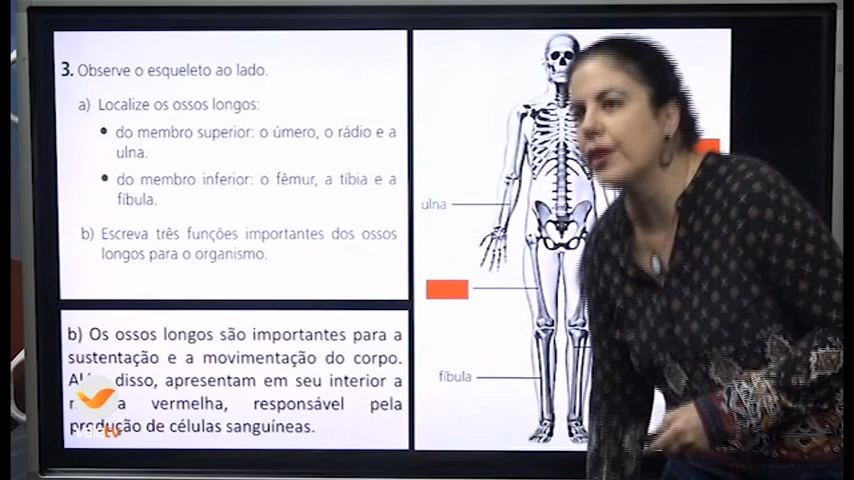 3. Observe o esqueleto ao lado.
a) Localize os ossos longos:
• do membro superior: o úmero, o rádio e a
ulna.
• do membro inferior: o fêmur, a tíbia e a
fíbula.
b) Escreva três funções importantes dos ossos
longos para o organismo.
b) Os ossos longos são importantes para a
sustentação e a movimentação do corpo.
disso, apresentam em seu interior a
vermelha, responsável pela
produção de células sanguíneas.
ulna
fíbula